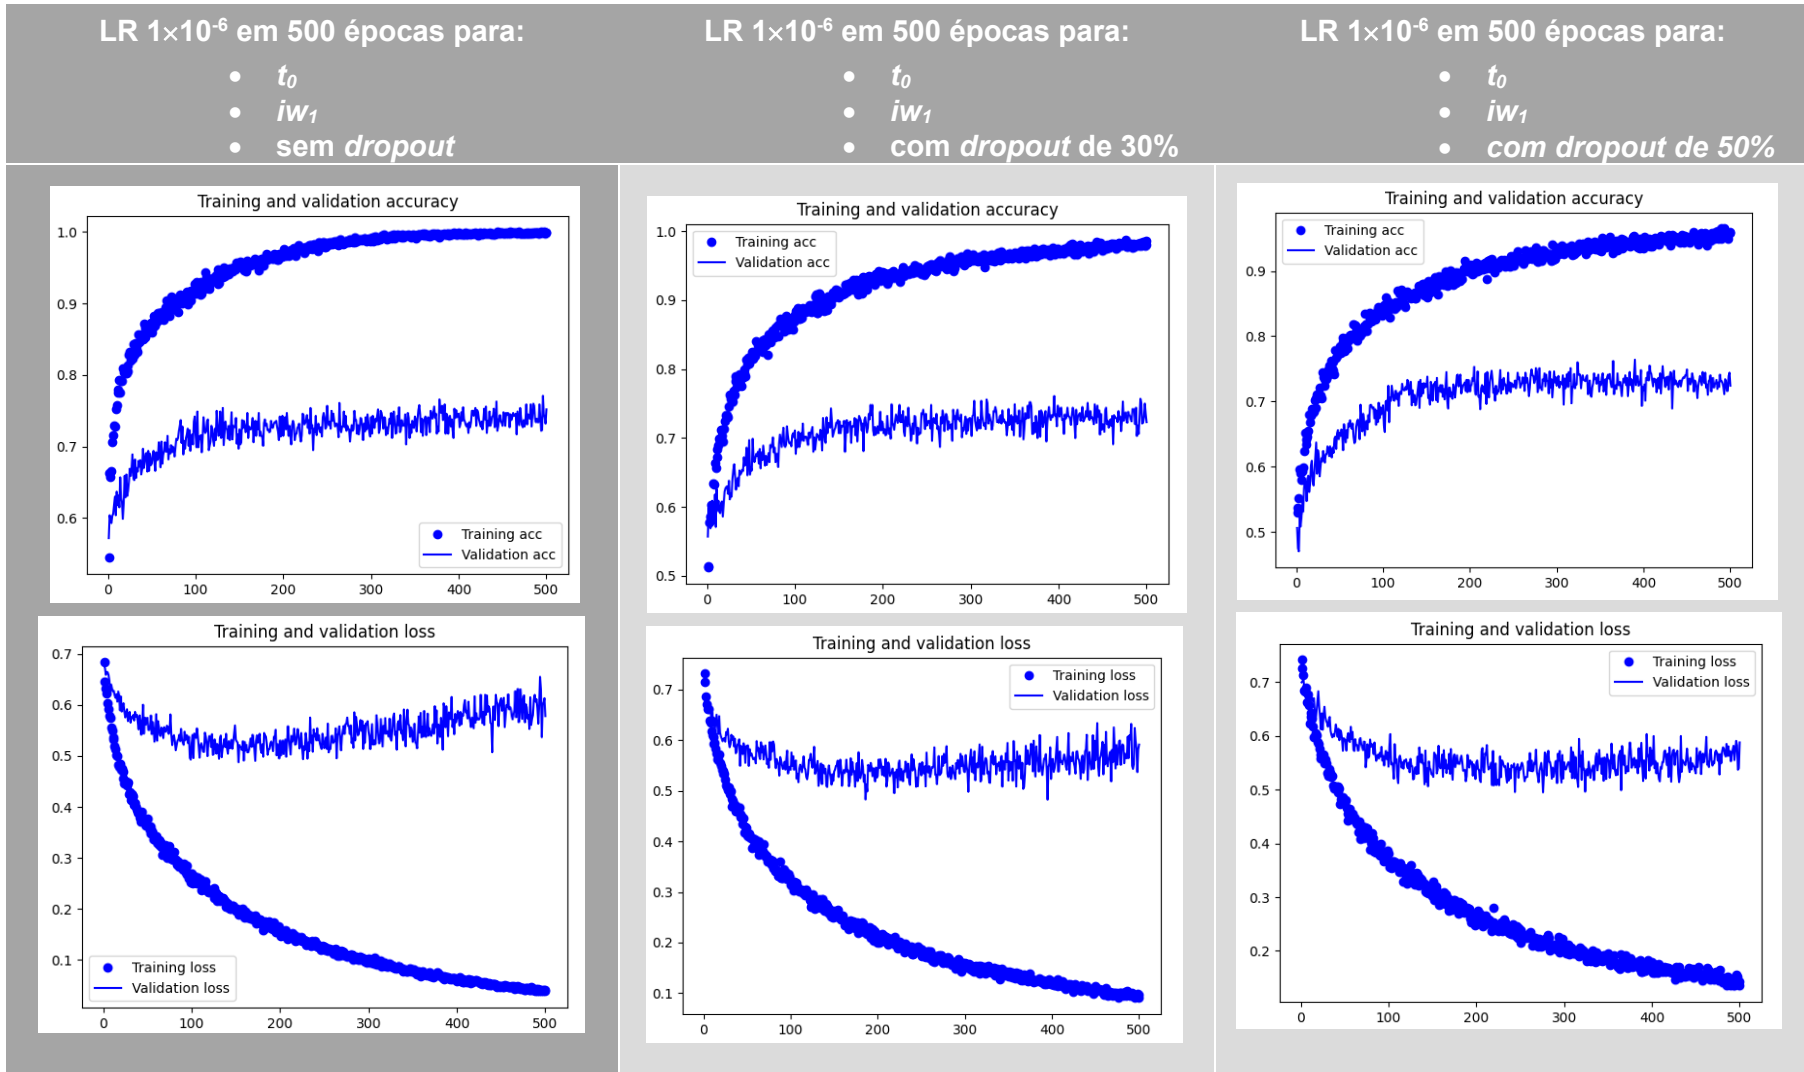 LR 1×10-6 em 500 épocas para:
• t0
• iw1
• sem dropout
LR 1×10-6 em 500 épocas para:
• t0
• iw1
• com dropout de 30%
LR 1×10-6 em 500 épocas para:
• t0
• iw1
• com dropout de 50%
Training and validation accuracy
1.0
0.9
0.8
0.7
0.6
Training acc
Validation acc
0 100 200 300 400 500
Training and validation loss
0.7
0.6
0.5
0.4
0.3
0.2
0.1
Training loss
Validation loss
0 100 200 300 400 500
Training and validation accuracy
Training acc
Validation acc
1.0
0.9
0.8
0.7
0.6
0.5
0 100 200 300 400 500
Training and validation loss
Training loss
Validation loss
0.7
0.6
0.5
0.4
0.3
0.2
0.1
0 100 200 300 400 500
Training and validation accuracy
Training acc
Validation acc
0.9
0.8
0.7
0.6
0.5
0 100 200 300 400 500
Training and validation loss
Training loss
Validation loss
0.7
0.6
0.5
0.4
0.3
0.2
0 100 200 300 400 500